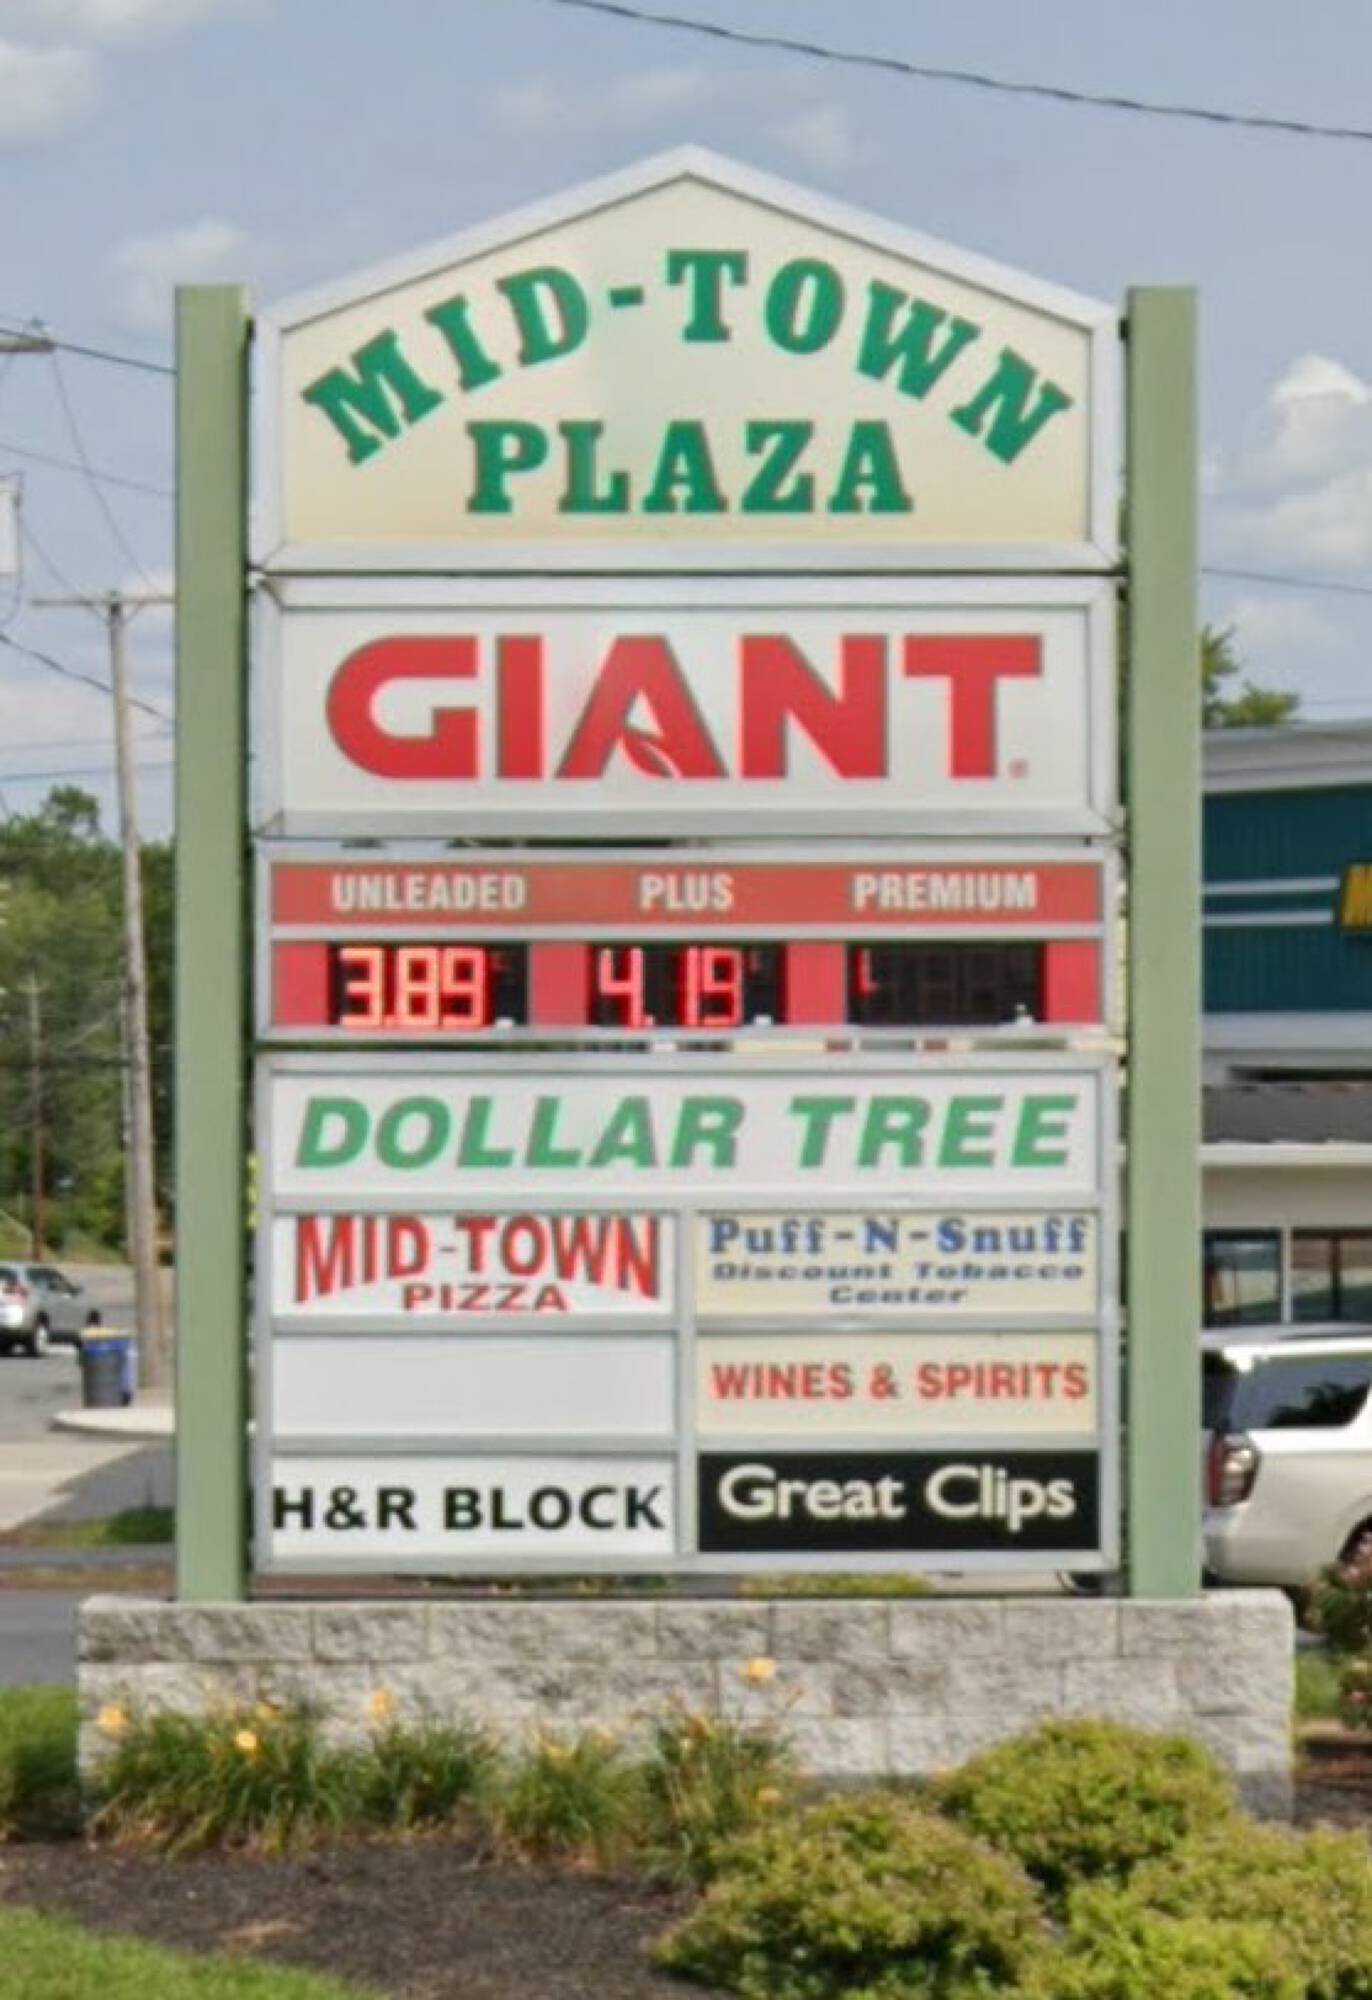 MID-TOWN
PLAZA
GIANT
UNLEADED PLUS PREMIUM
3.89 4.19
DOLLAR TREE
MID-TOWN
PIZZA
Puff-N-Snuff
Discount Tobacco
Center
WINES & SPIRITS
H&R BLOCK
Great Clips